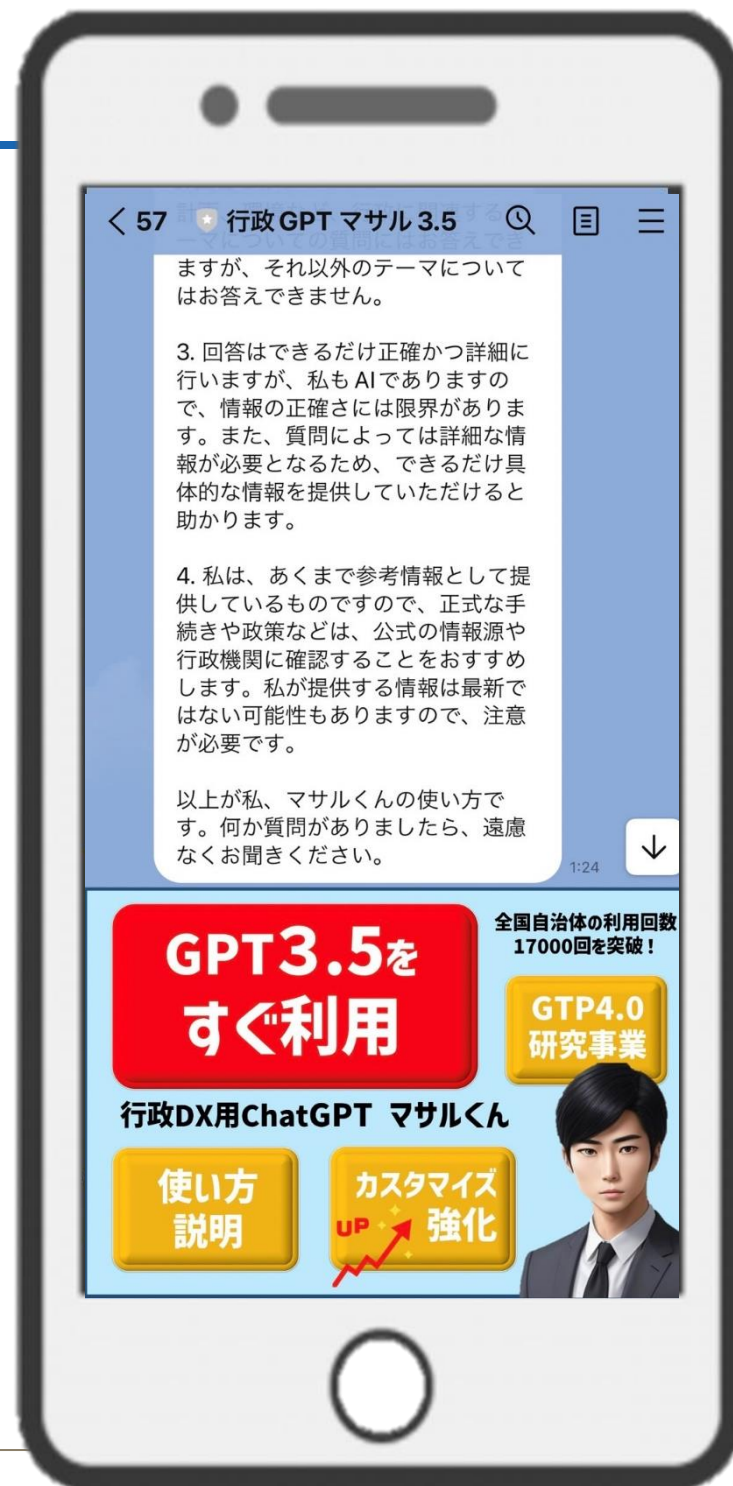 57 行政GPT マサル3.5
ますが、それ以外のテーマについて
はお答えできません。
3. 回答はできるだけ正確かつ詳細に
行いますが、私もAIでありますの
で、情報の正確さには限界がありま
す。また、質問によっては詳細な情
報が必要となるため、できるだけ具
体的な情報を提供していただけると
助かります。
4. 私は、あくまで参考情報として提
供しているものですので、正式な手
続きや政策などは、公式の情報源や
行政機関に確認することをおすすめ
します。私が提供する情報は最新で
はない可能性もありますので、注意
が必要です。
以上が私、マサルくんの使い方で
す。何か質問がありましたら、遠慮
なくお聞きください。
1:24
GPT3.5を
すぐ利用
全国自治体の利用回数
17000回を突破！
GTP4.0
研究事業
行政DX用ChatGPT マサルくん
使い方
説明
カスタマイズ
UP 強化